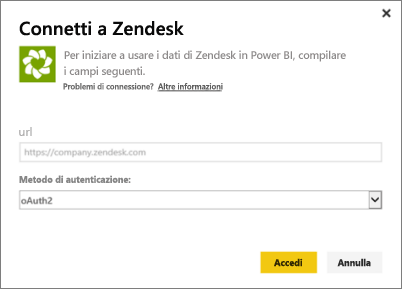 Connetti a Zendesk
Per iniziare a usare i dati di Zendesk in Power BI, compilare
i campi seguenti.
Problemi di connessione? Altre informazioni
url
https://company.zendesk.com
Metodo di autenticazione:
oAuth2
Accedi Annulla